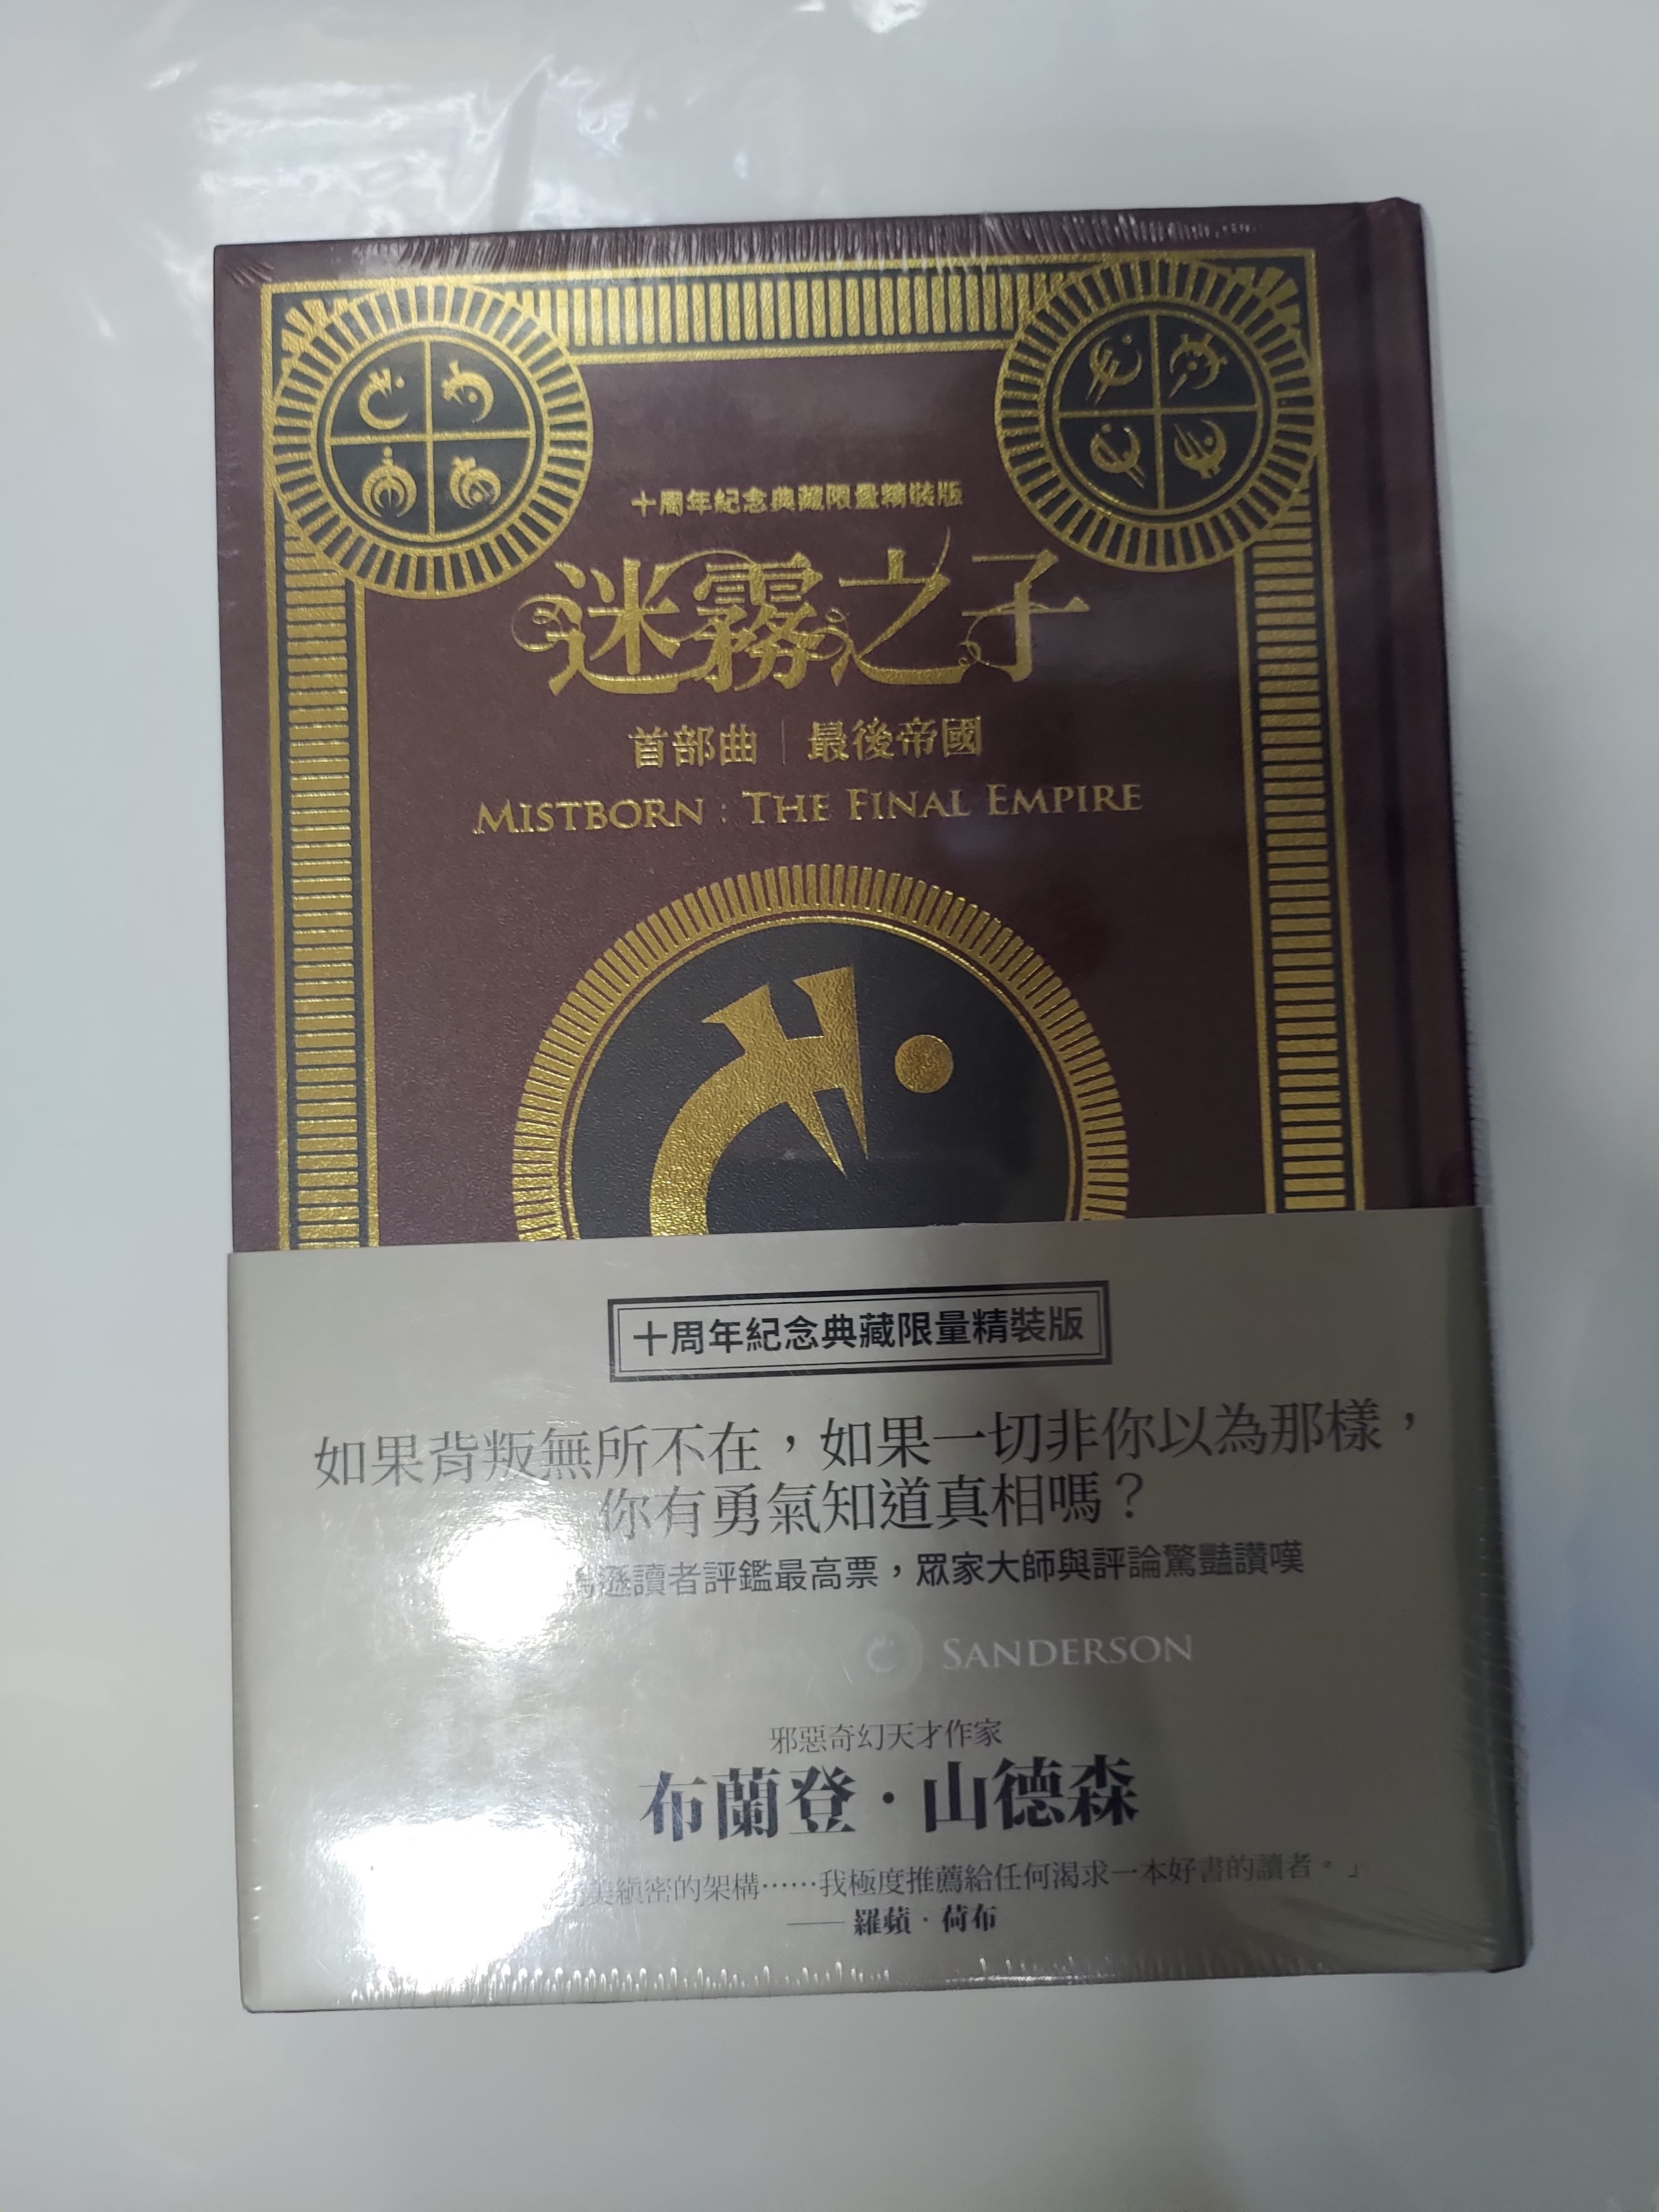 十周年紀念典藏限量精裝版
迷霧之子
首部曲｜最後帝國
MISTBORN : THE FINAL EMPIRE
十周年紀念典藏限量精裝版
如果背叛無所不在，如果一切非你以為那樣，
你有勇氣知道真相嗎？
遜讀者評鑑最高票，眾家大師與評論驚豔讚嘆
SANDERSON
邪惡奇幻天才作家
布蘭登·山德森
美縝密的架構……我極度推薦給任何渴求一本好書的讀者。」
——羅蘋·荷布